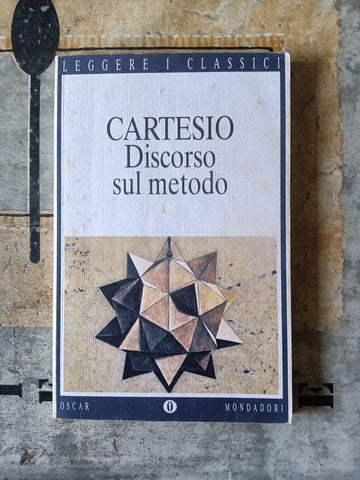 LEGGERE I CLASSICI
CARTESIO
Discorso
sul metodo
OSCAR
MONDADORI